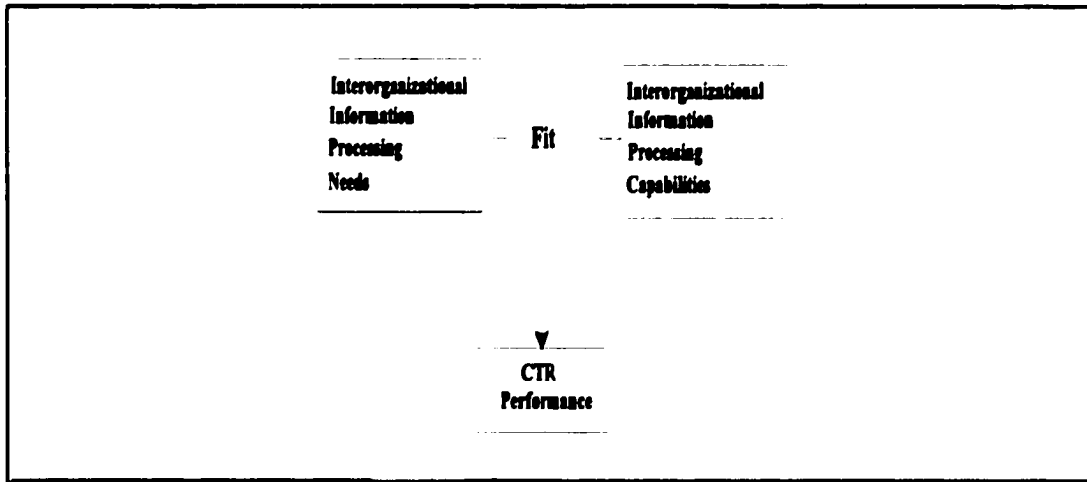 Interorganizational
Information
Processing
Needs
Fit
Interorganizational
Information
Processing
Capabilities
CTR
Performance